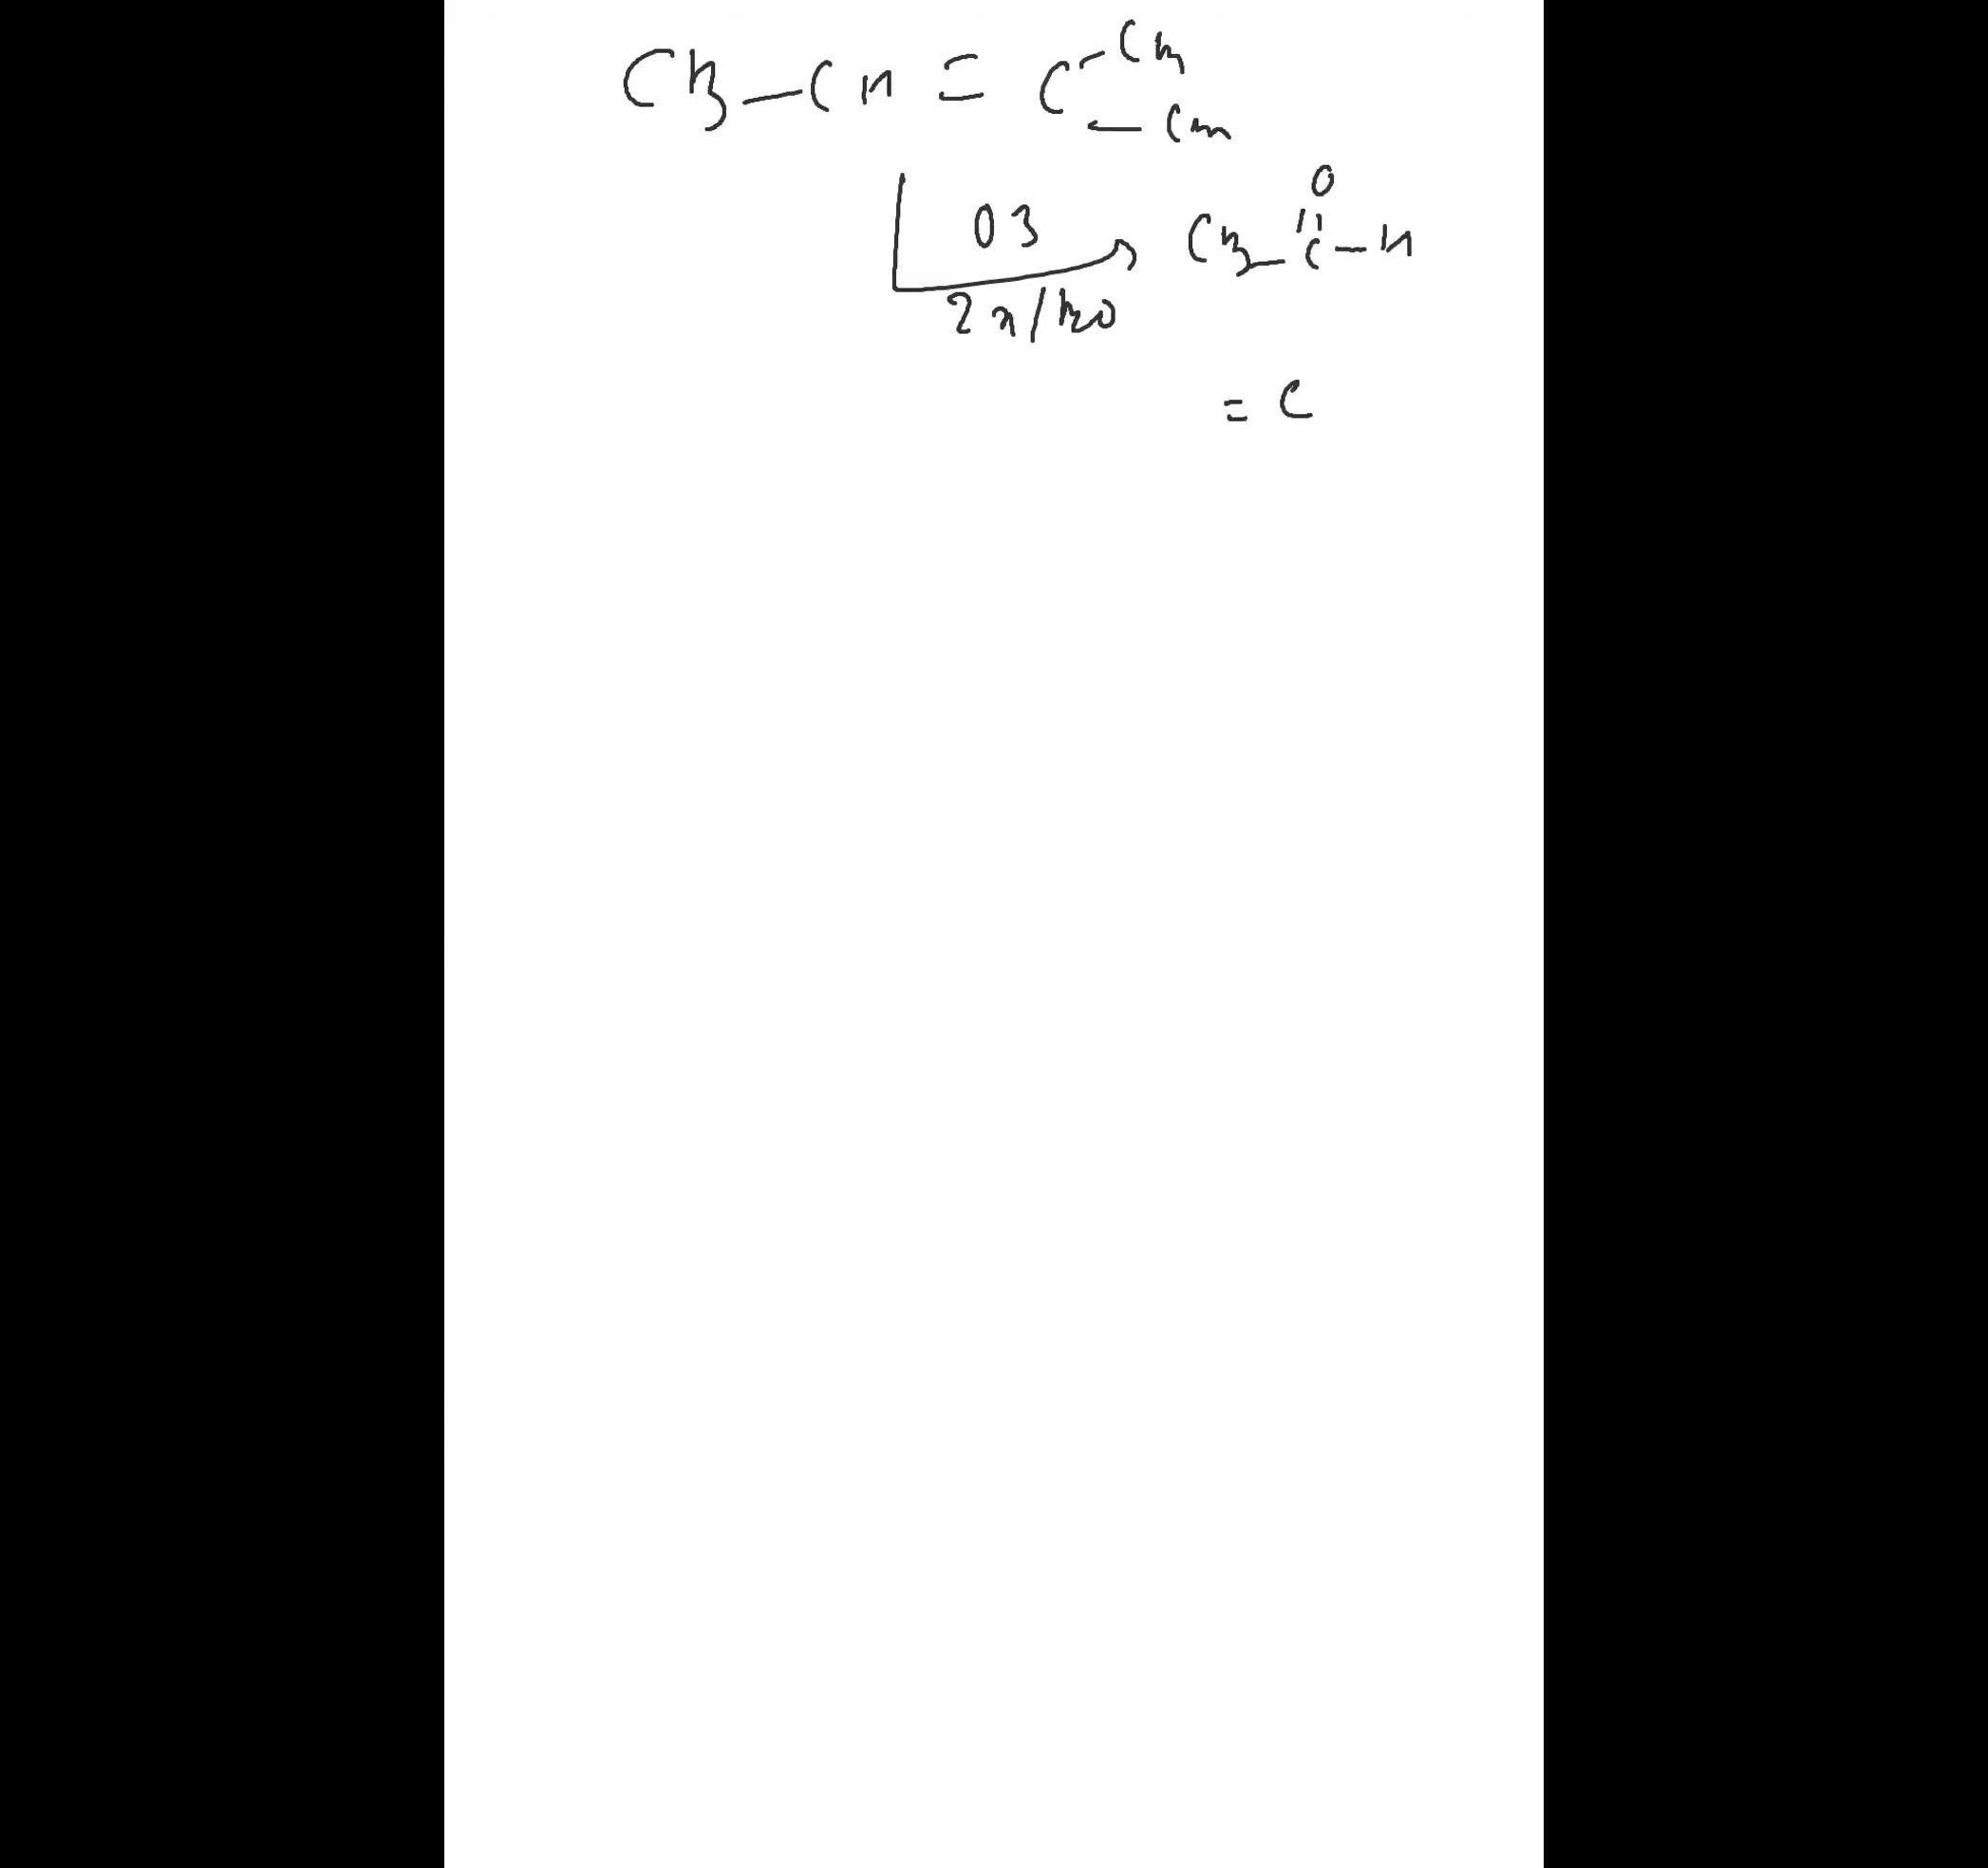 CH3—CH = C—CH3
—CH3
O
O3 CH3—C—H
Zn/H2O
= C